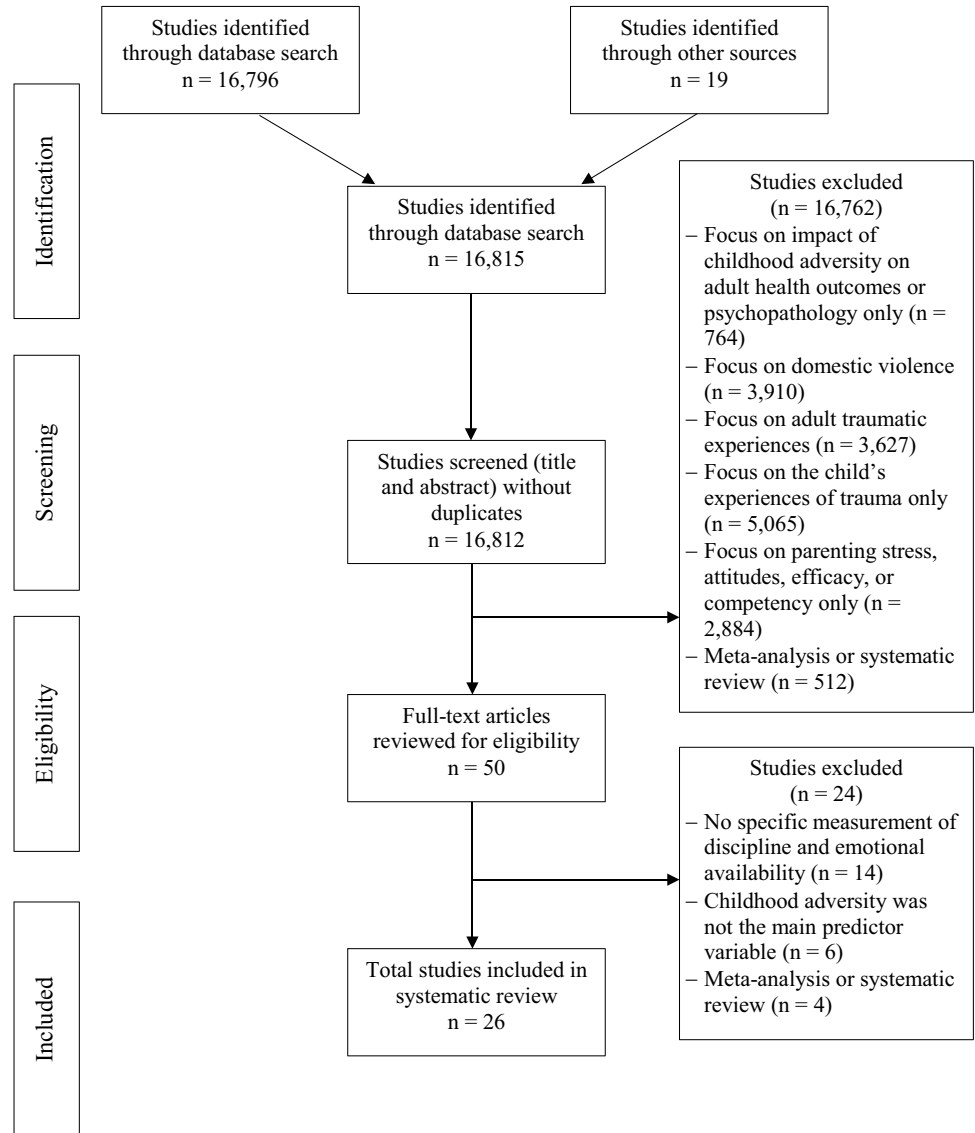 Studies identified
through database search
n = 16,796
Studies identified
through other sources
n = 19
Identification
Studies identified
through database search
n = 16,815
Studies excluded
(n = 16,762)
– Focus on impact of
childhood adversity on
adult health outcomes or
psychopathology only (n =
764)
– Focus on domestic violence
(n = 3,910)
– Focus on adult traumatic
experiences (n = 3,627)
– Focus on the child’s
experiences of trauma only
(n = 5,065)
– Focus on parenting stress,
attitudes, efficacy, or
competency only (n =
2,884)
– Meta-analysis or systematic
review (n = 512)
Screening
Studies screened (title
and abstract) without
duplicates
n = 16,812
Eligibility
Full-text articles
reviewed for eligibility
n = 50
Studies excluded
(n = 24)
– No specific measurement of
discipline and emotional
availability (n = 14)
– Childhood adversity was
not the main predictor
variable (n = 6)
– Meta-analysis or systematic
review (n = 4)
Included
Total studies included in
systematic review
n = 26